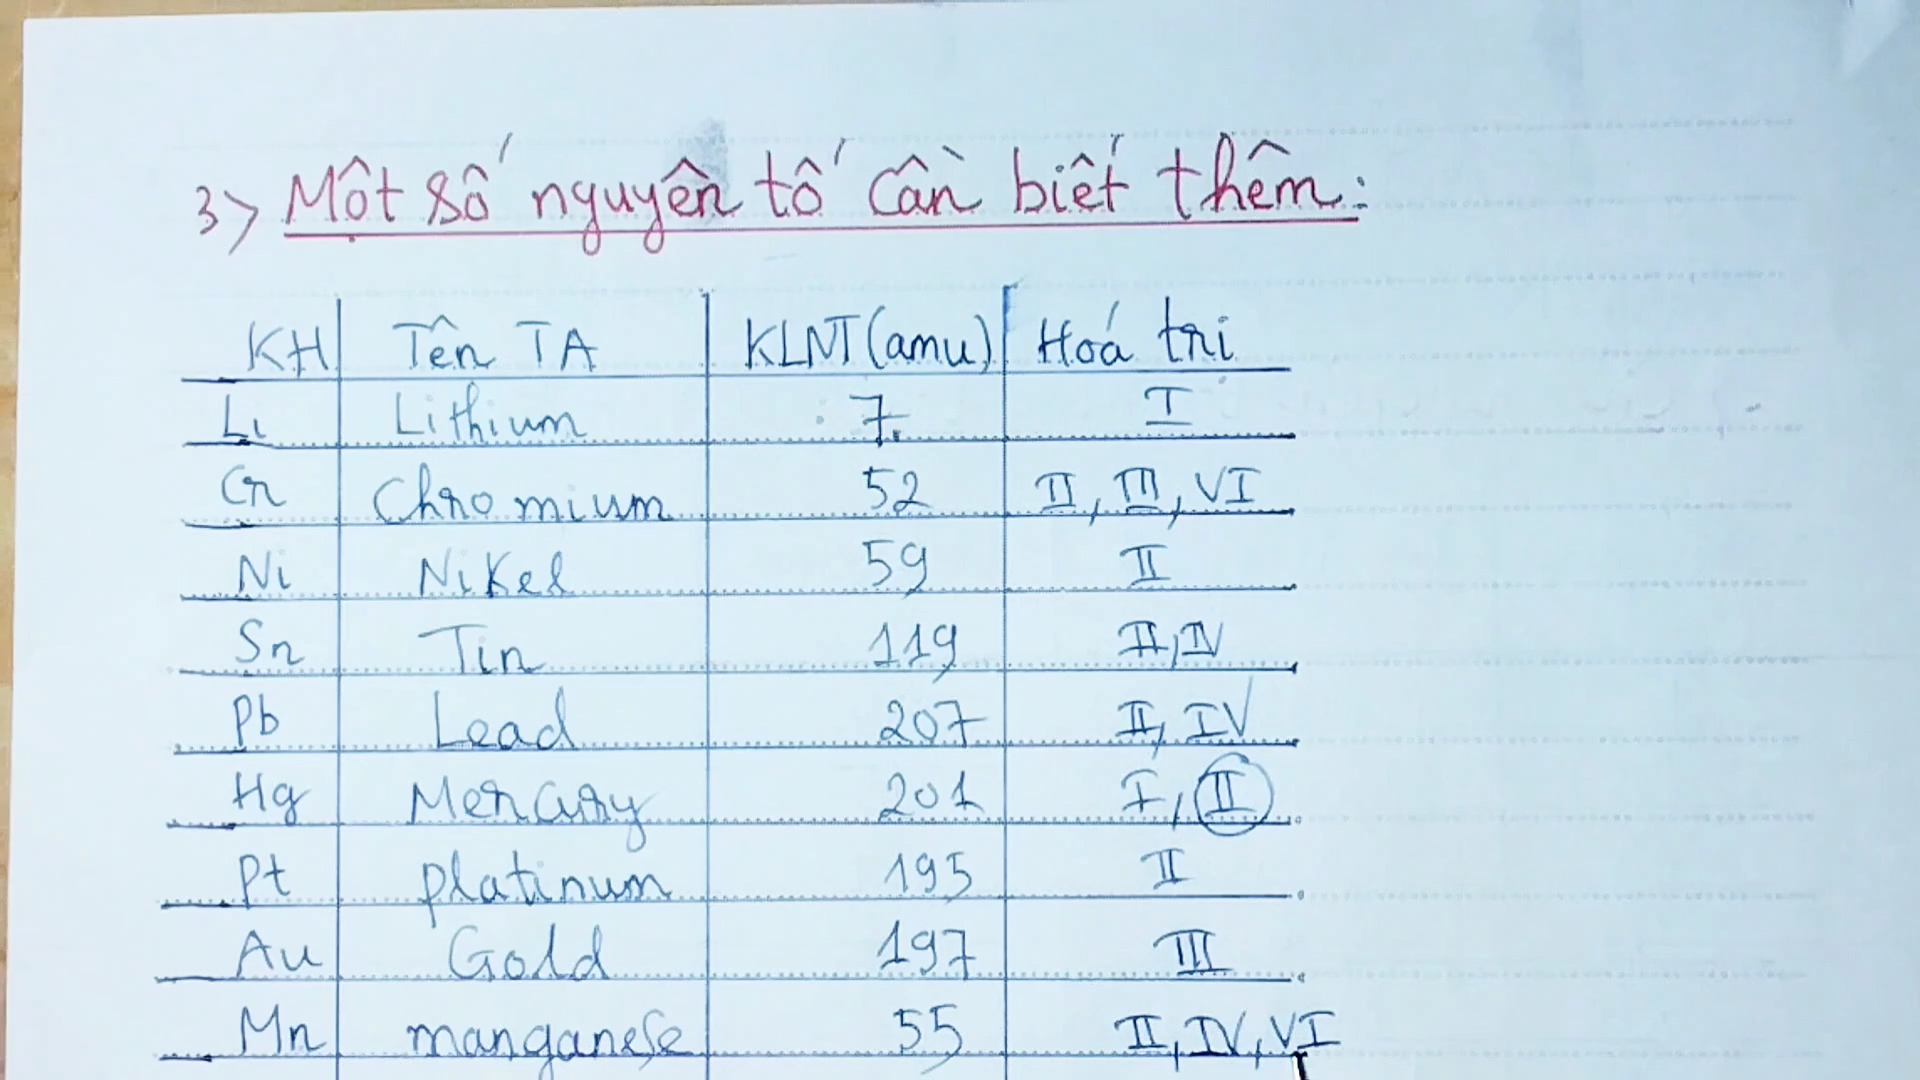 3> Một số nguyên tố cần biết thêm:
KH Tên TA KLNT(amu) Hoá trị
Li Lithium 7 I
Cr Chromium 52 II, III, VI
Ni Nikel 59 II
Sn Tin 119 II, IV
Pb Lead 207 II, IV
Hg Mercury 201 I, II
Pt platinum 195 II
Au Gold 197 III
Mn manganese 55 II, IV, VI